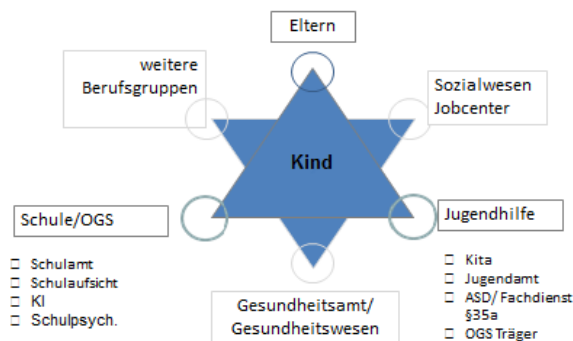 Eltern
weitere
Berufsgruppen
Sozialwesen
Jobcenter
Kind
Schule/OGS
Jugendhilfe
☐ Schulamt
☐ Schulaufsicht
☐ KI
☐ Schulpsych.
Gesundheitsamt/
Gesundheitswesen
☐ Kita
☐ Jugendamt
☐ ASD/ Fachdienst
§35a
☐ OGS Träger